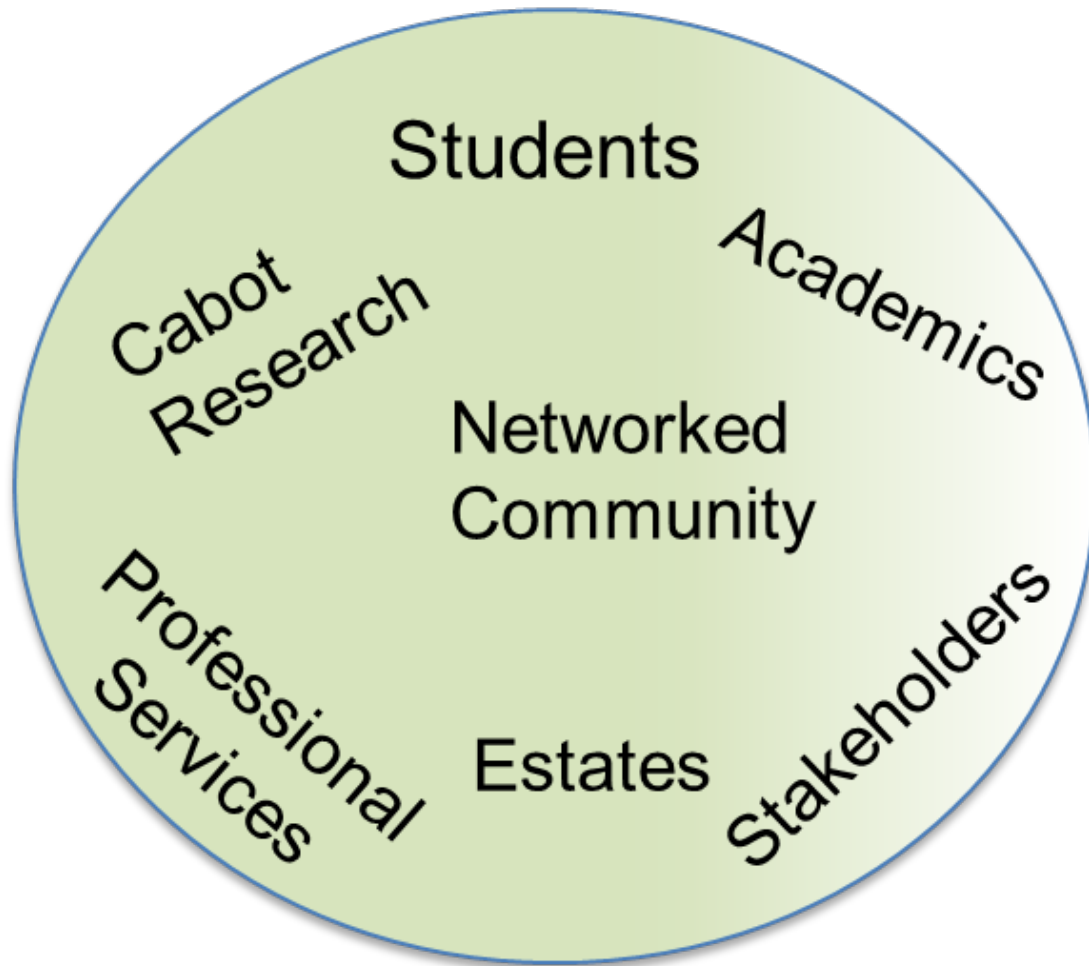 Students
Academics
Cabot
Research
Networked
Community
Professional
Services
Estates
Stakeholders